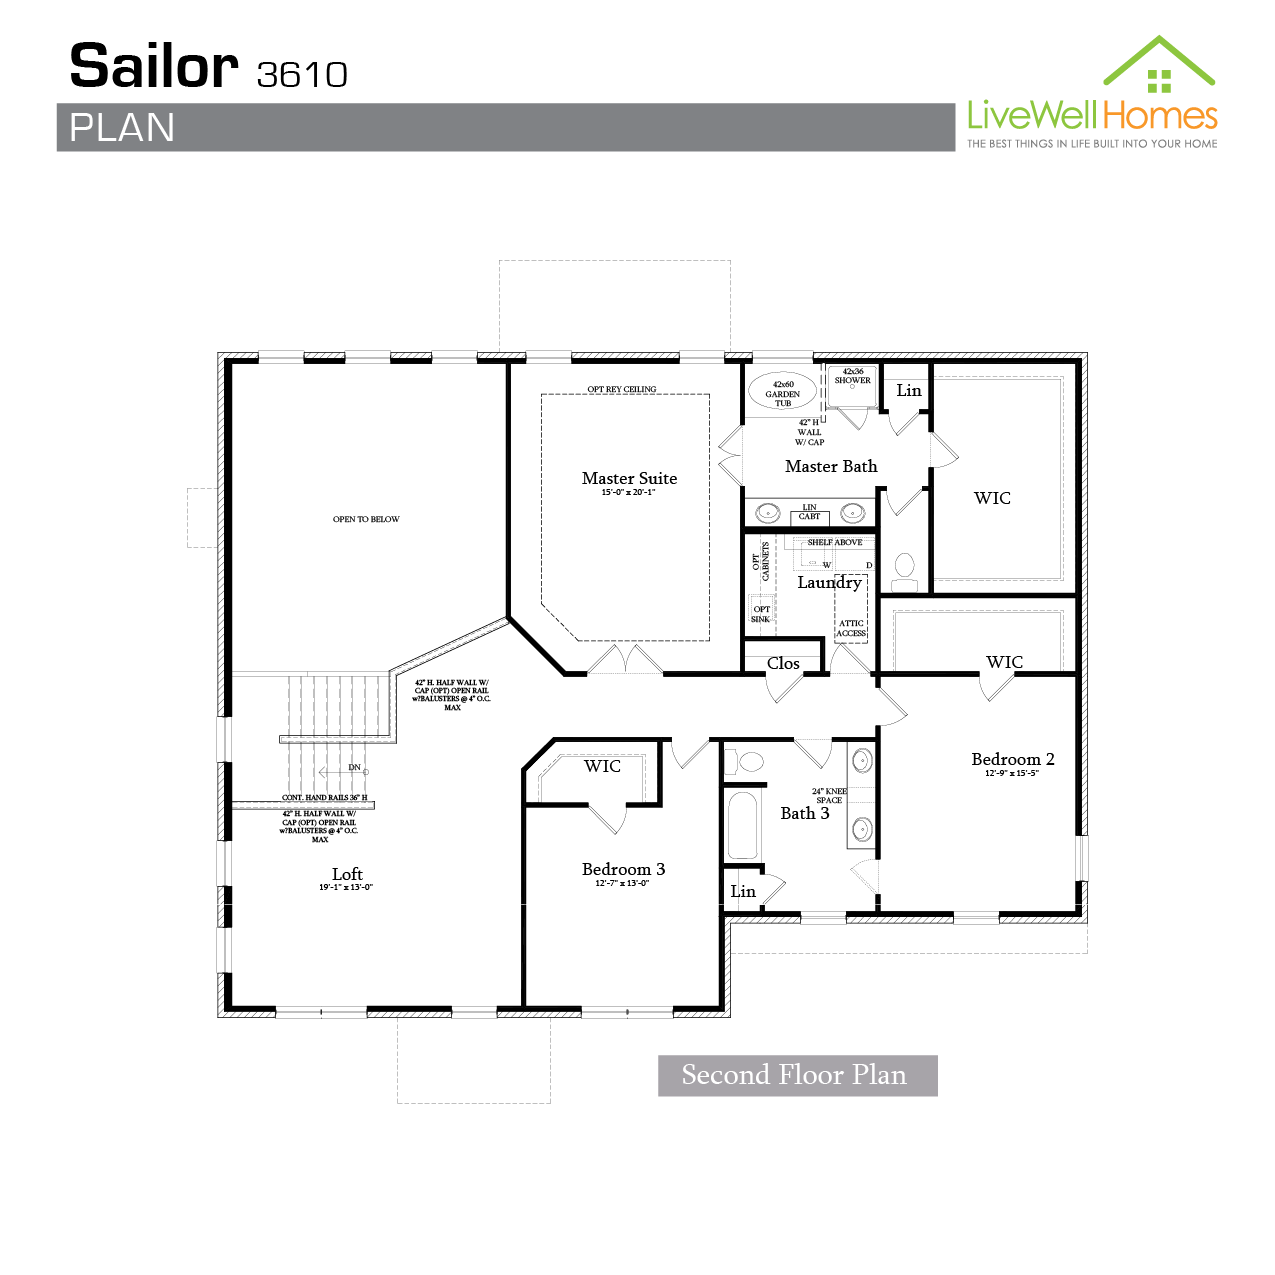 Sailor 3610
PLAN
LiveWell Homes
THE BEST THINGS IN LIFE BUILT INTO YOUR HOME
OPT REY CEILING
Master Suite
15'-0" x 20'-1"
42x60
GARDEN
TUB
42x36
SHOWER
Lin
42" H
WALL
W/ CAP
Master Bath
WIC
LIN
CABT
OPEN TO BELOW
SHELF ABOVE
OPT
CABINETS
W
D
Laundry
OPT
SINK
ATTIC
ACCESS
Clos
WIC
42" H. HALF WALL W/
CAP (OPT) OPEN RAIL
w?BALUSTERS @ 4" O.C.
MAX
DN
CONT. HAND RAILS 36" H
42" H. HALF WALL W/
CAP (OPT) OPEN RAIL
w?BALUSTERS @ 4" O.C.
MAX
Loft
19'-1" x 13'-0"
WIC
Bedroom 3
12'-7" x 13'-0"
24" KNEE
SPACE
Bath 3
Lin
Bedroom 2
12'-9" x 15'-5"
Second Floor Plan